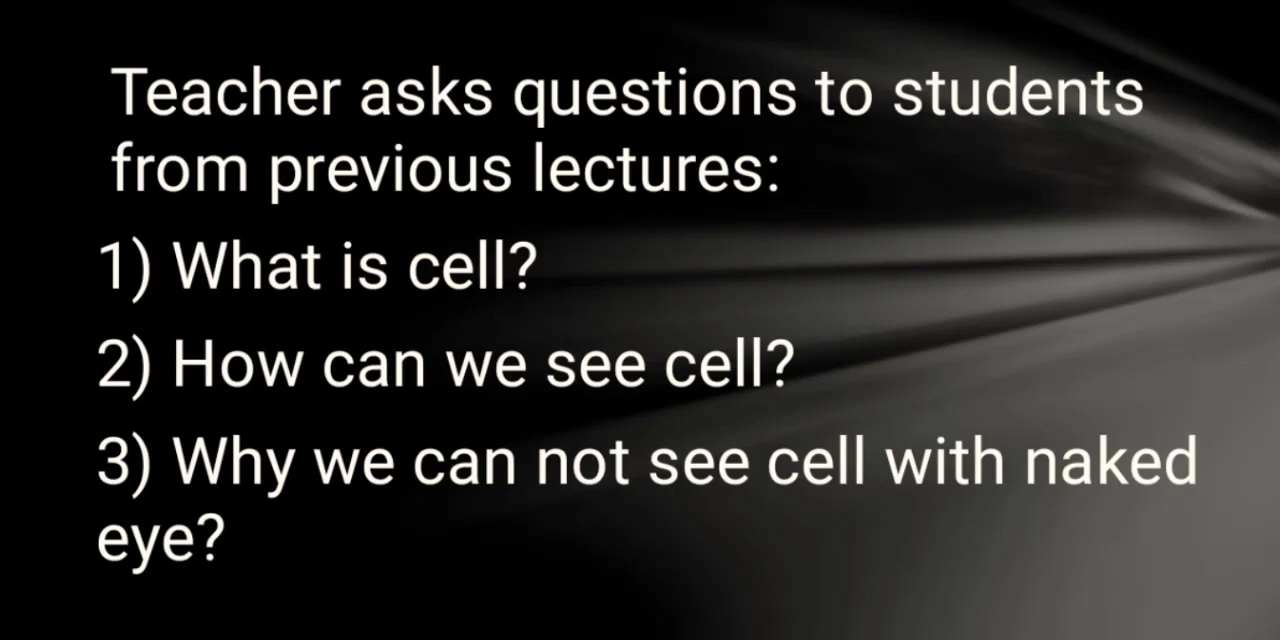 Teacher asks questions to students
from previous lectures:
1) What is cell?
2) How can we see cell?
3) Why we can not see cell with naked
eye?